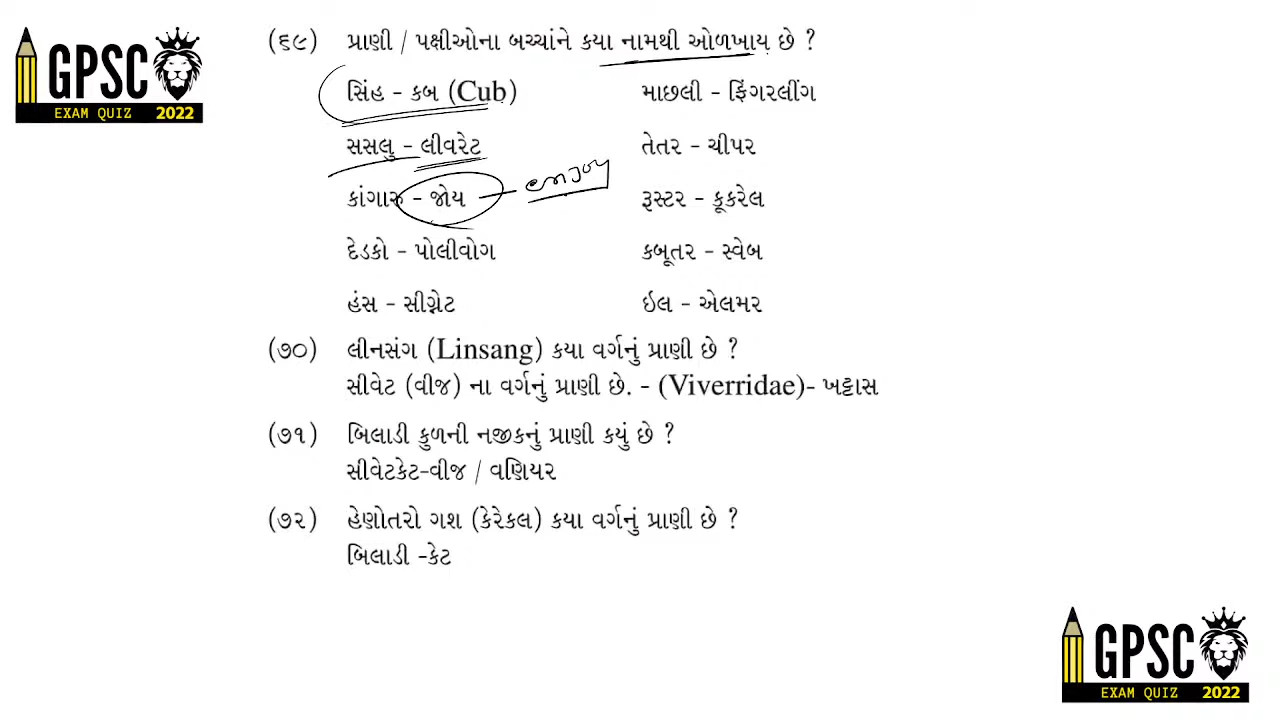 GPSC
EXAM QUIZ 2022
(૬૯) પ્રાણી / પક્ષીઓના બચ્ચાંને કયા નામથી ઓળખાય છે ?
સિંહ - કબ (Cub)
સસલુ - લીવરેટ
કાંગારુ - જોય
enjoy
દેડકો - પોલીવોગ
હંસ - સીગ્નેટ
માછલી - ફિંગરલીંગ
તેતર - ચીપર
રૂસ્ટર - કૂકરેલ
કબૂતર - સ્વેબ
ઇલ - એલમર
(૭૦) લીનસંગ (Linsang) કયા વર્ગનું પ્રાણી છે ?
સીવેટ (વીજ) ના વર્ગનું પ્રાણી છે. - (Viverridae)- ખટ્ટાસ
(૭૧) બિલાડી કુળની નજીકનું પ્રાણી કયું છે ?
સીવેટકેટ-વીજ / વણિયર
(૭૨) હેણોતરો ગશ (કેરેકલ) કયા વર્ગનું પ્રાણી છે ?
બિલાડી -કેટ
GPSC
EXAM QUIZ 2022